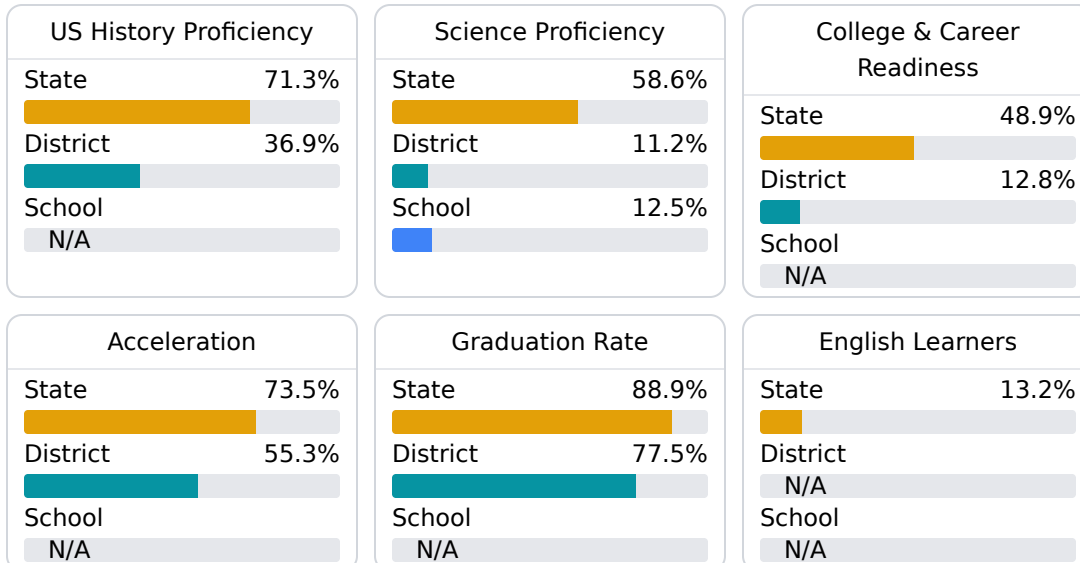 US History Proficiency
State 71.3%
District 36.9%
School
N/A
Science Proficiency
State 58.6%
District 11.2%
School 12.5%
College & Career
Readiness
State 48.9%
District 12.8%
School
N/A
Acceleration
State 73.5%
District 55.3%
School
N/A
Graduation Rate
State 88.9%
District 77.5%
School
N/A
English Learners
State 13.2%
District
N/A
School
N/A